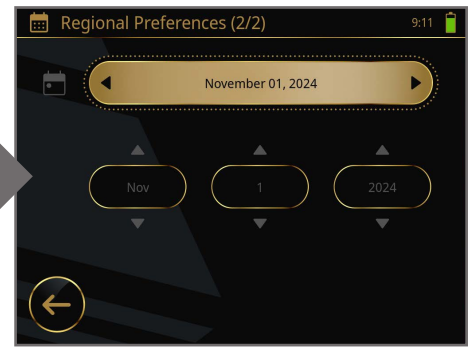 Regional Preferences (2/2)
9:11
November 01, 2024
Nov
1
2024